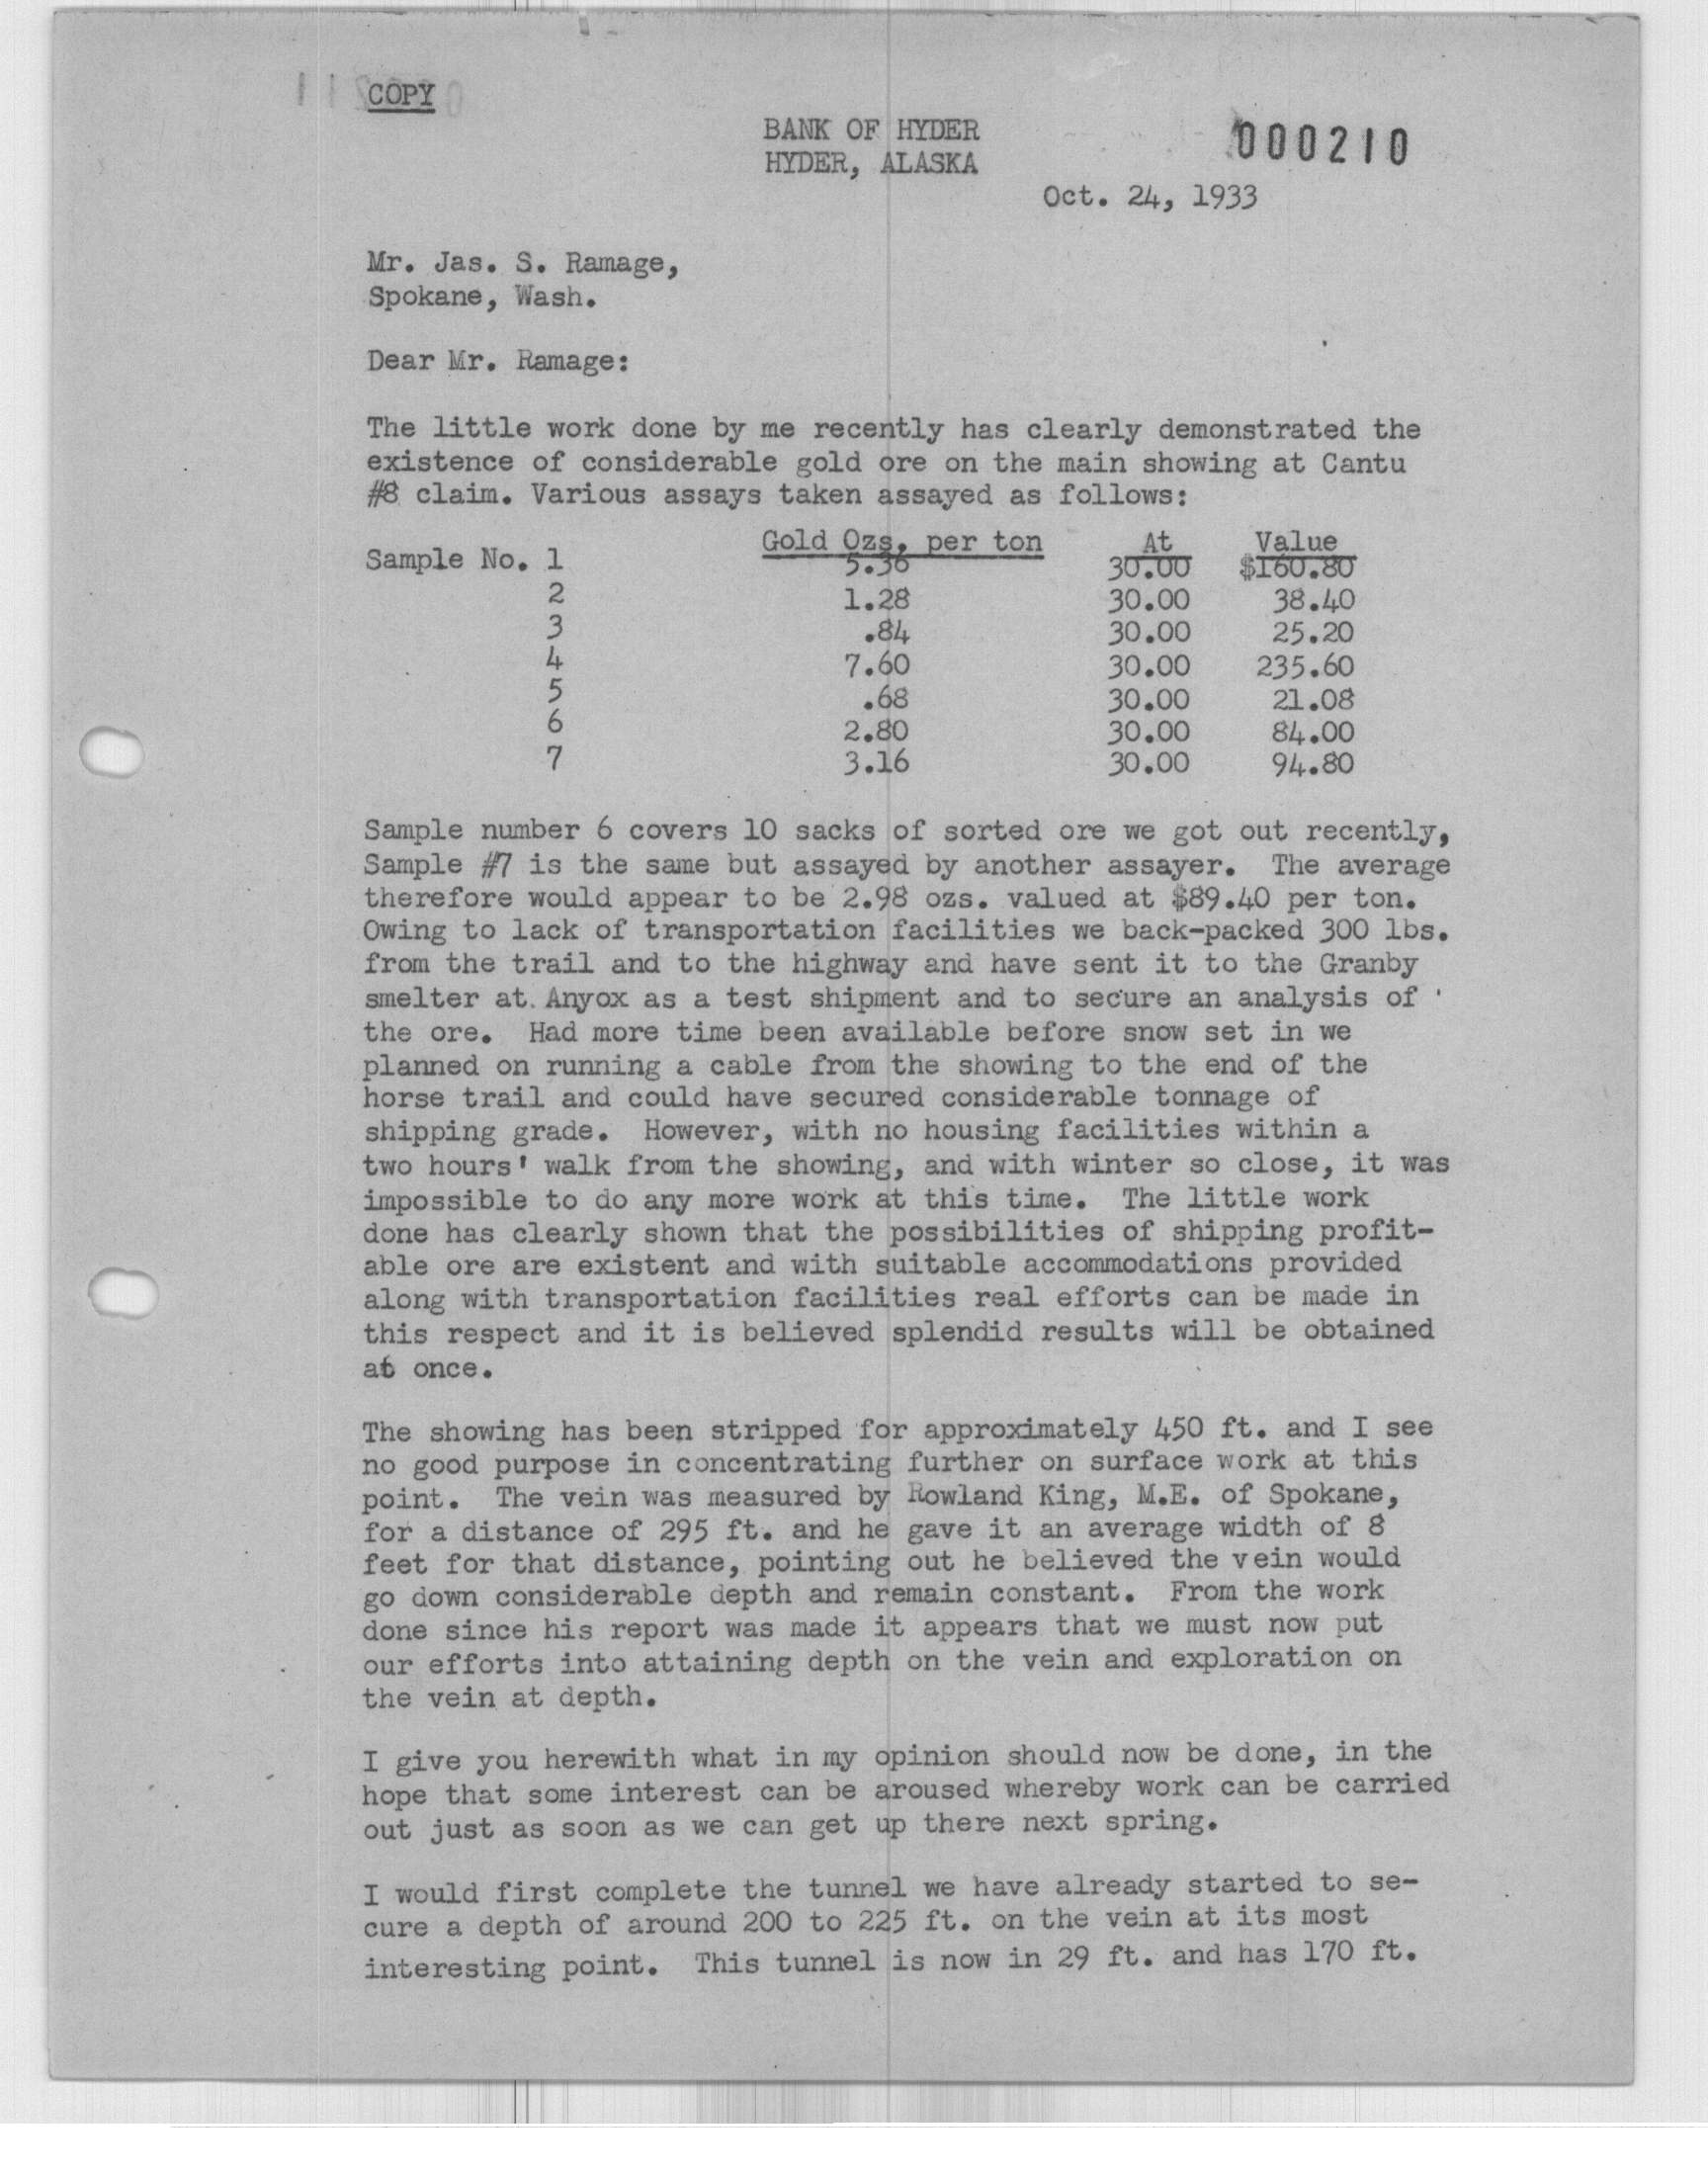 COPY
BANK OF HYDER
HYDER, ALASKA
000210
Oct. 24, 1933
Mr. Jas. S. Ramage,
Spokane, Wash.
Dear Mr. Ramage:
The little work done by me recently has clearly demonstrated the
existence of considerable gold ore on the main showing at Cantu
#8 claim. Various assays taken assayed as follows:
Gold Ozs. per ton At Value
Sample No. 1 5.36 30.00 $160.80
2 1.28 30.00 38.40
3 .84 30.00 25.20
4 7.60 30.00 235.60
5 .68 30.00 21.08
6 2.80 30.00 84.00
7 3.16 30.00 94.80
Sample number 6 covers 10 sacks of sorted ore we got out recently,
Sample #7 is the same but assayed by another assayer. The average
therefore would appear to be 2.98 ozs. valued at $89.40 per ton.
Owing to lack of transportation facilities we back-packed 300 lbs.
from the trail and to the highway and have sent it to the Granby
smelter at. Anyox as a test shipment and to secure an analysis of
the ore. Had more time been available before snow set in we
planned on running a cable from the showing to the end of the
horse trail and could have secured considerable tonnage of
shipping grade. However, with no housing facilities within a
two hours' walk from the showing, and with winter so close, it was
impossible to do any more work at this time. The little work
done has clearly shown that the possibilities of shipping profit-
able ore are existent and with suitable accommodations provided
along with transportation facilities real efforts can be made in
this respect and it is believed splendid results will be obtained
at once.
The showing has been stripped for approximately 450 ft. and I see
no good purpose in concentrating further on surface work at this
point. The vein was measured by Rowland King, M.E. of Spokane,
for a distance of 295 ft. and he gave it an average width of 8
feet for that distance, pointing out he believed the vein would
go down considerable depth and remain constant. From the work
done since his report was made it appears that we must now put
our efforts into attaining depth on the vein and exploration on
the vein at depth.
I give you herewith what in my opinion should now be done, in the
hope that some interest can be aroused whereby work can be carried
out just as soon as we can get up there next spring.
I would first complete the tunnel we have already started to se-
cure a depth of around 200 to 225 ft. on the vein at its most
interesting point. This tunnel is now in 29 ft. and has 170 ft.